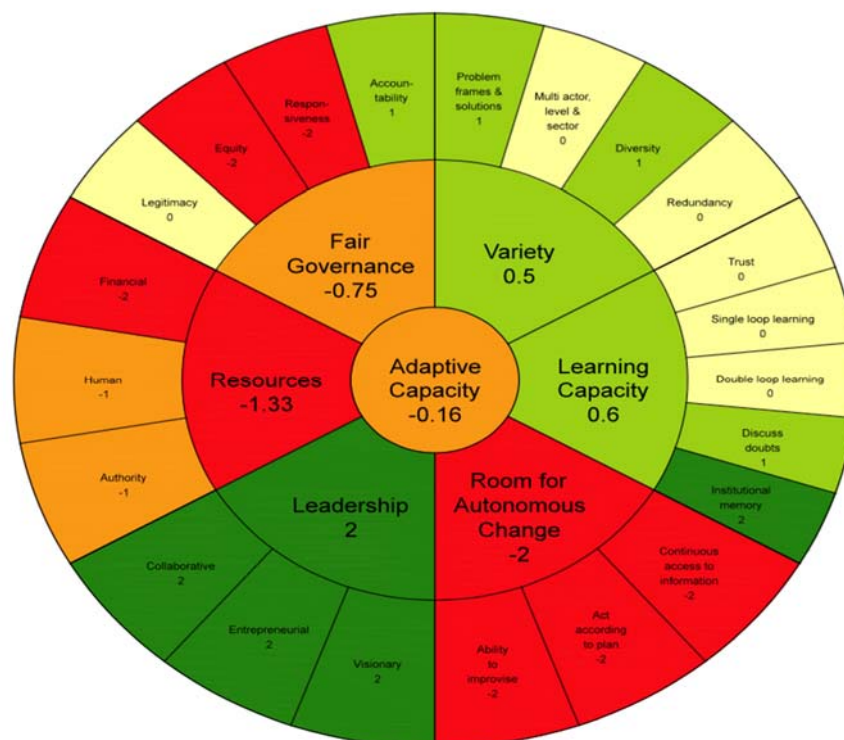 Accoun-
tability
1
Problem
frames &
solutions
1
Multi actor,
level &
sector
0
Diversity
1
Redundancy
0
Trust
0
Single loop learning
0
Double loop learning
0
Discuss
doubts
1
Institutional
memory
2
Continuous
access to
information
-2
Act
according
to plan
-2
Ability
to
improvise
-2
Visionary
2
Entrepreneurial
2
Collaborative
2
Authority
-1
Human
-1
Financial
-2
Legitimacy
0
Equity
-2
Respon-
siveness
-2
Fair
Governance
-0.75
Variety
0.5
Learning
Capacity
0.6
Room for
Autonomous
Change
-2
Leadership
2
Resources
-1.33
Adaptive
Capacity
-0.16